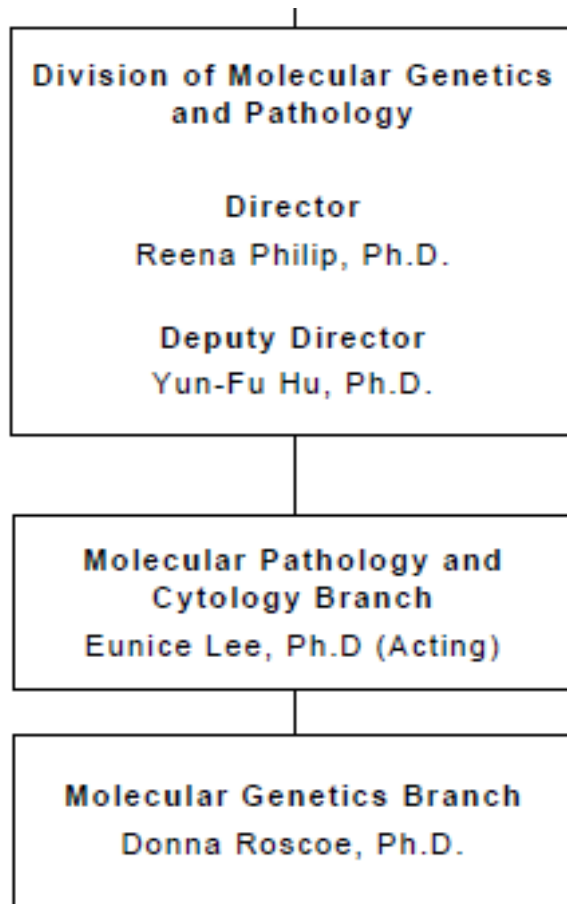 Division of Molecular Genetics
and Pathology
Director
Reena Philip, Ph.D.
Deputy Director
Yun-Fu Hu, Ph.D.
Molecular Pathology and
Cytology Branch
Eunice Lee, Ph.D (Acting)
Molecular Genetics Branch
Donna Roscoe, Ph.D.